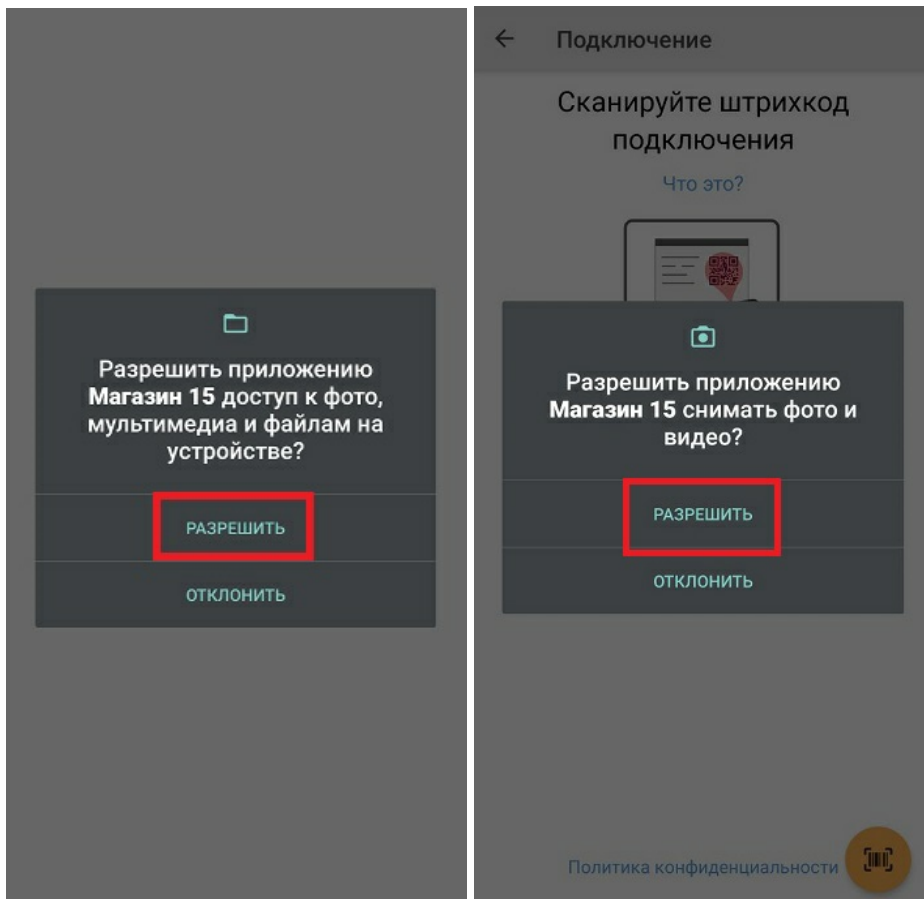 Разрешить приложению
Магазин 15 доступ к фото,
мультимедиа и файлам на
устройстве?
РАЗРЕШИТЬ
ОТКЛОНИТЬ
Подключение
Сканируйте штрихкод
подключения
Что это?
Разрешить приложению
Магазин 15 снимать фото и
видео?
РАЗРЕШИТЬ
ОТКЛОНИТЬ
Политика конфиденциальности